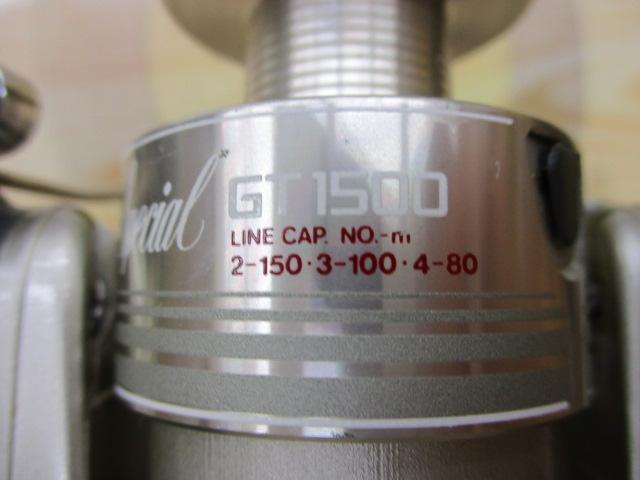 Special GT1500
LINE CAP. NO.-m
2-150·3-100·4-80